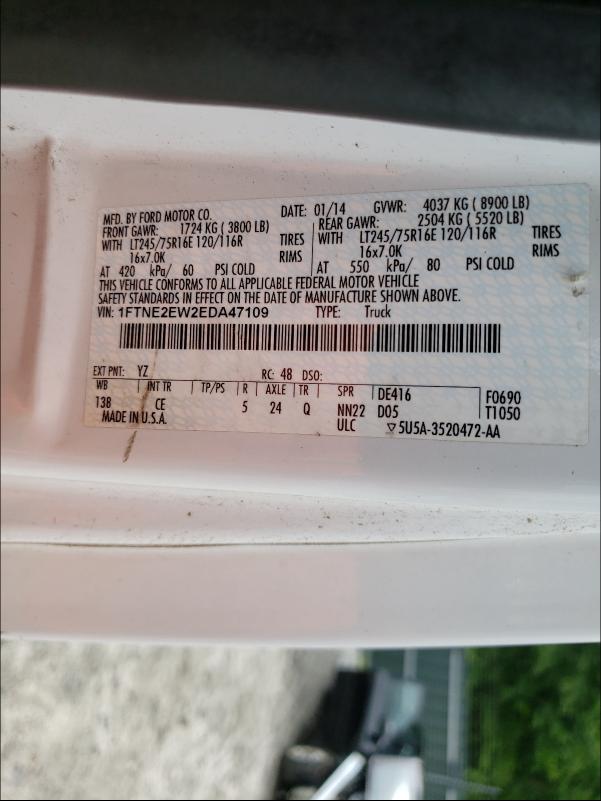 MFD. BY FORD MOTOR CO. DATE: 01/14 GVWR: 4037 KG ( 8900 LB)
FRONT GAWR: 1724 KG ( 3800 LB) REAR GAWR: 2504 KG ( 5520 LB)
WITH LT245/75R16E 120/116R TIRES WITH LT245/75R16E 120/116R TIRES
16x7.0K RIMS 16x7.0K RIMS
AT 420 kPa/ 60 PSI COLD AT 550 kPa/ 80 PSI COLD
THIS VEHICLE CONFORMS TO ALL APPLICABLE FEDERAL MOTOR VEHICLE
SAFETY STANDARDS IN EFFECT ON THE DATE OF MANUFACTURE SHOWN ABOVE.
VIN: 1FTNE2EW2EDA47109 TYPE: Truck
EXT PNT: YZ RC: 48 DSO:
WB INT TR TP/PS R AXLE TR SPR DE416 F0690
138 CE 5 24 Q NN22 D05 T1050
MADE IN U.S.A. ULC ▽5U5A-3520472-AA